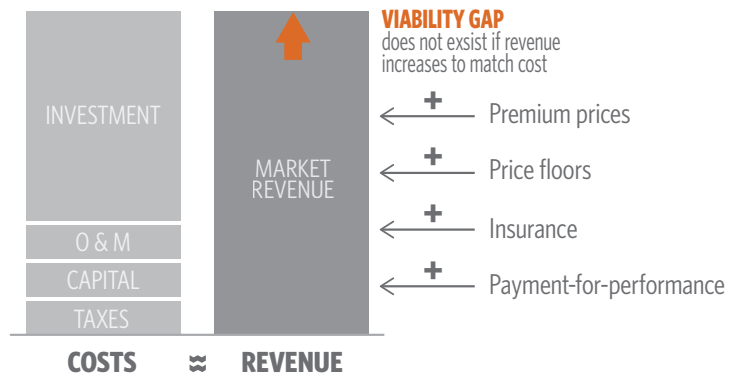 VIABILITY GAP
does not exsist if revenue
increases to match cost
INVESTMENT
O & M
CAPITAL
TAXES
MARKET
REVENUE
+
Premium prices
+
Price floors
+
Insurance
+
Payment-for-performance
COSTS ≈ REVENUE